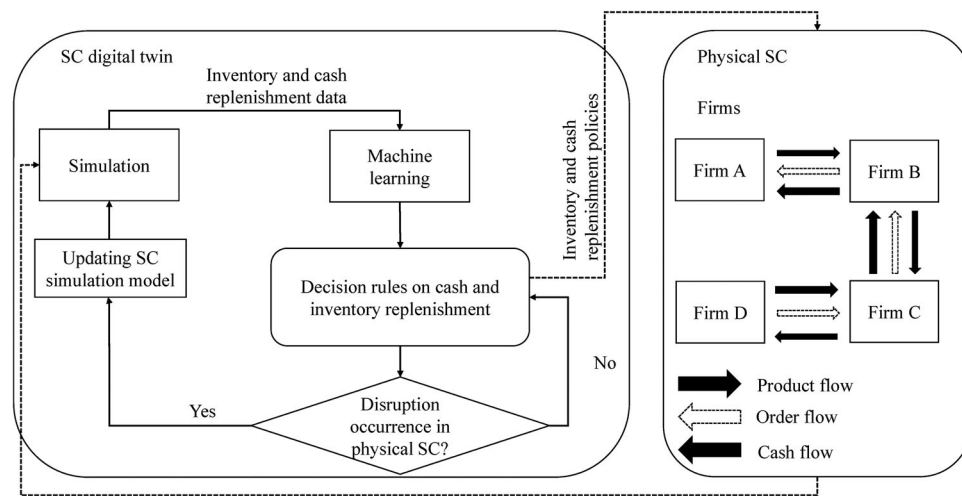 SC digital twin
Inventory and cash
replenishment data
Simulation
Machine
learning
Updating SC
simulation model
Decision rules on cash and
inventory replenishment
Yes
Disruption
occurrence in
physical SC?
No
Inventory and cash
replenishment policies
Physical SC
Firms
Firm A
Firm B
Firm D
Firm C
Product flow
Order flow
Cash flow